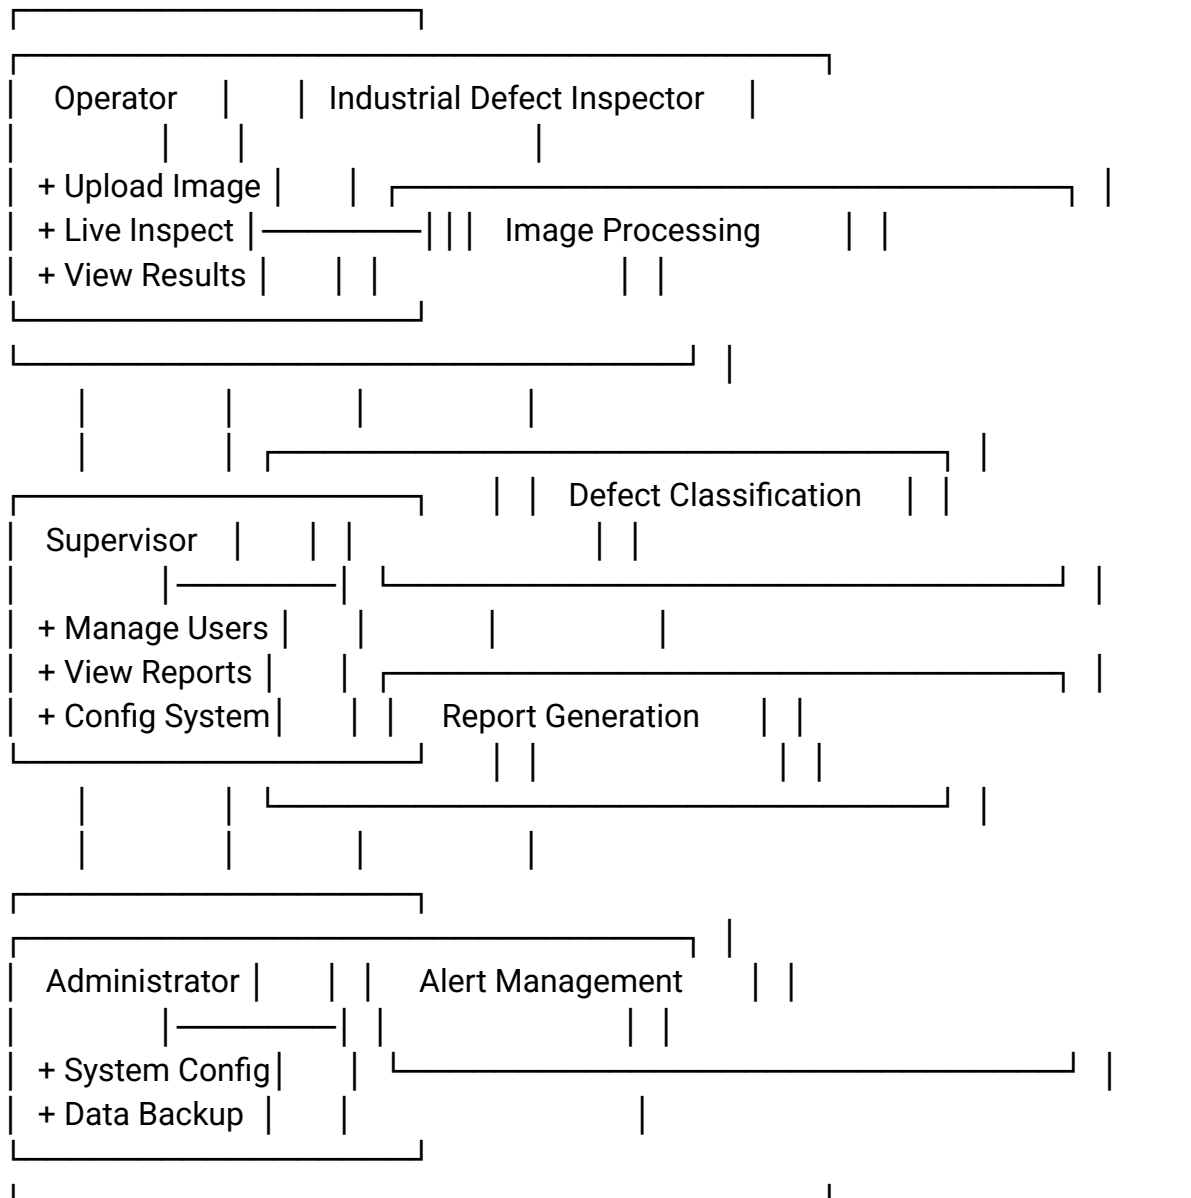 Operator Industrial Defect Inspector
+ Upload Image
+ Live Inspect Image Processing
+ View Results
Defect Classification
Supervisor
+ Manage Users
+ View Reports
+ Config System Report Generation
Administrator Alert Management
+ System Config
+ Data Backup